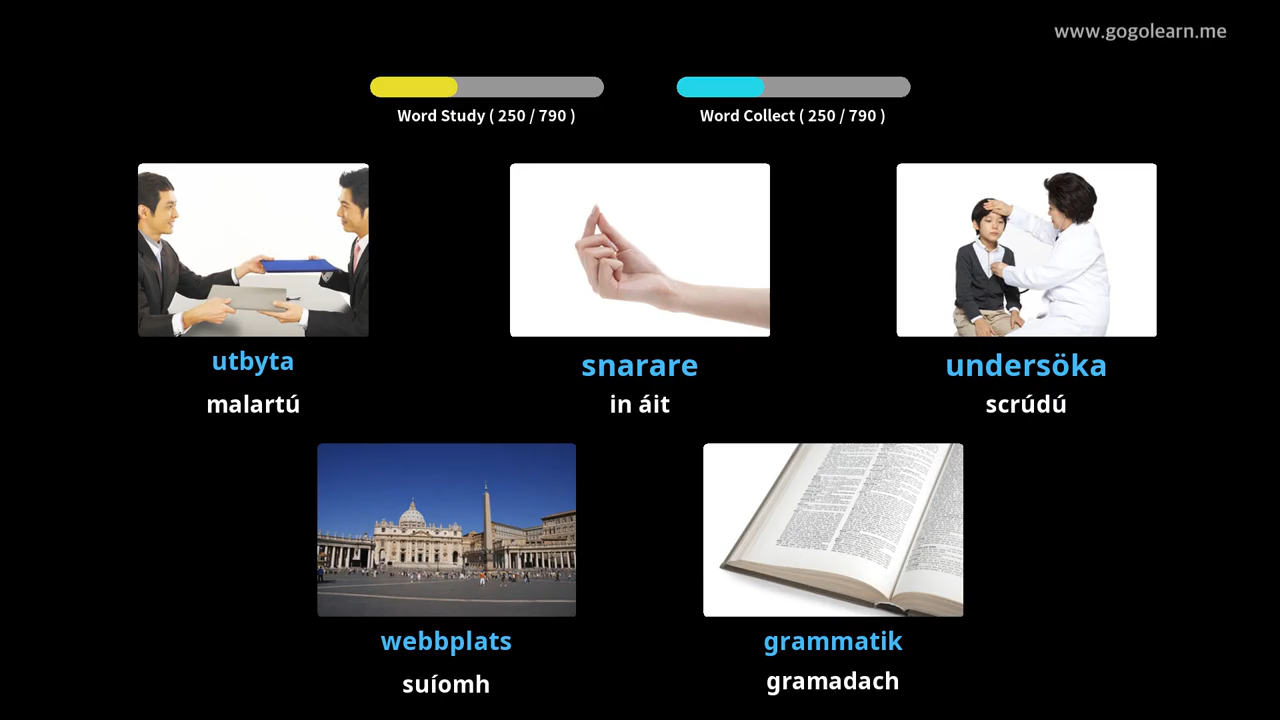 www.gogolearn.me
Word Study ( 250 / 790 )
Word Collect ( 250 / 790 )
utbyta
malartú
snarare
in áit
undersöka
scrúdú
webbplats
suíomh
grammatik
gramadach